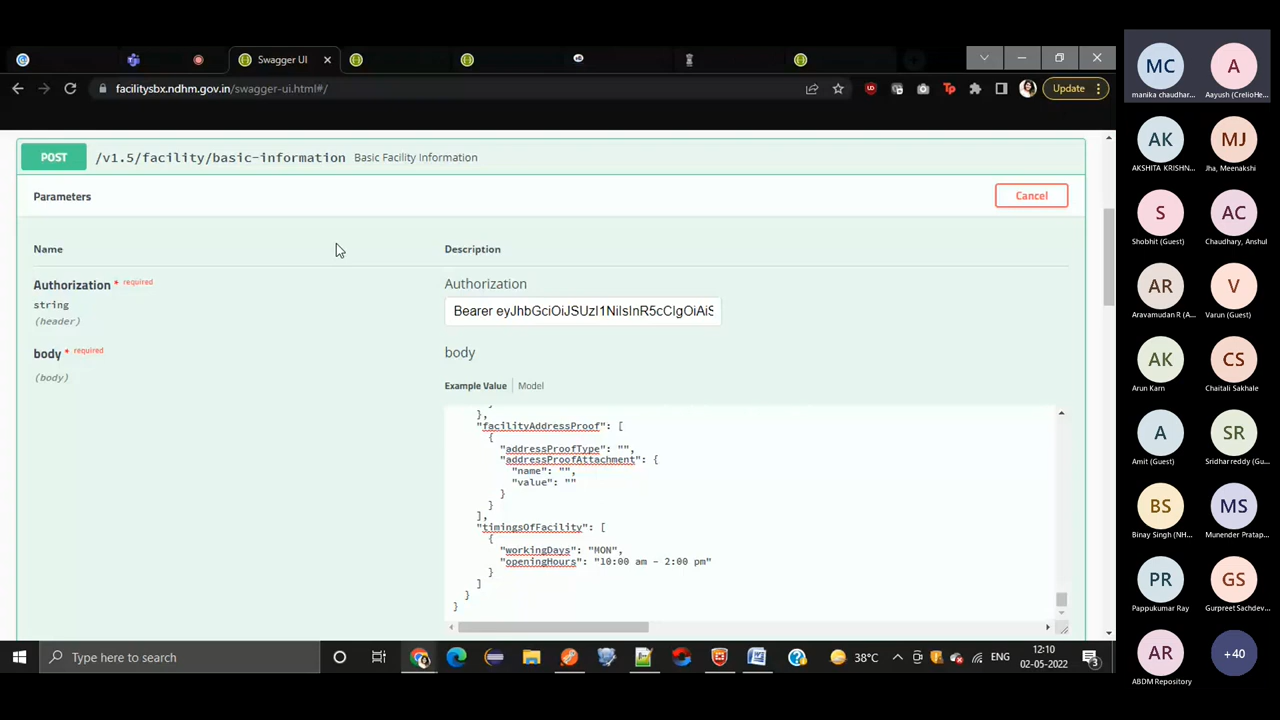 Swagger UI
facilitysbx.ndhm.gov.in/swagger-ui.html#/
Update
POST /v1.5/facility/basic-information Basic Facility Information
Parameters
Cancel
Name Description
Authorization * required
string
(header)
Authorization
Bearer eyJhbGciOiJSUzI1NiIsInR5cCIgOiAiS
body * required
(body)
body
Example Value Model
},
"facilityAddressProof": [
{
"addressProofType": "",
"addressProofAttachment": {
"name": "",
"value": ""
}
}
],
"timingsOfFacility": [
{
"workingDays": "MON",
"openingHours": "10:00 am - 2:00 pm"
}
]
}
}
Type here to search
38°C
ENG
12:10
02-05-2022
3
MC
manika chaudhar...
A
Aayush (CrelioHe...
AK
AKSHITA KRISHN...
MJ
Jha, Meenakshi
S
Shobhit (Guest)
AC
Chaudhary, Anshul
AR
Aravamudan R (A...
V
Varun (Guest)
AK
Arun Karn
CS
Chaitali Sakhale
A
Amit (Guest)
SR
Sridhar reddy (Gu...
BS
Binay Singh (NH...
MS
Munender Pratap...
PR
Pappukumar Ray
GS
Gurpreet Sachdev...
AR
ABDM Repository
+40